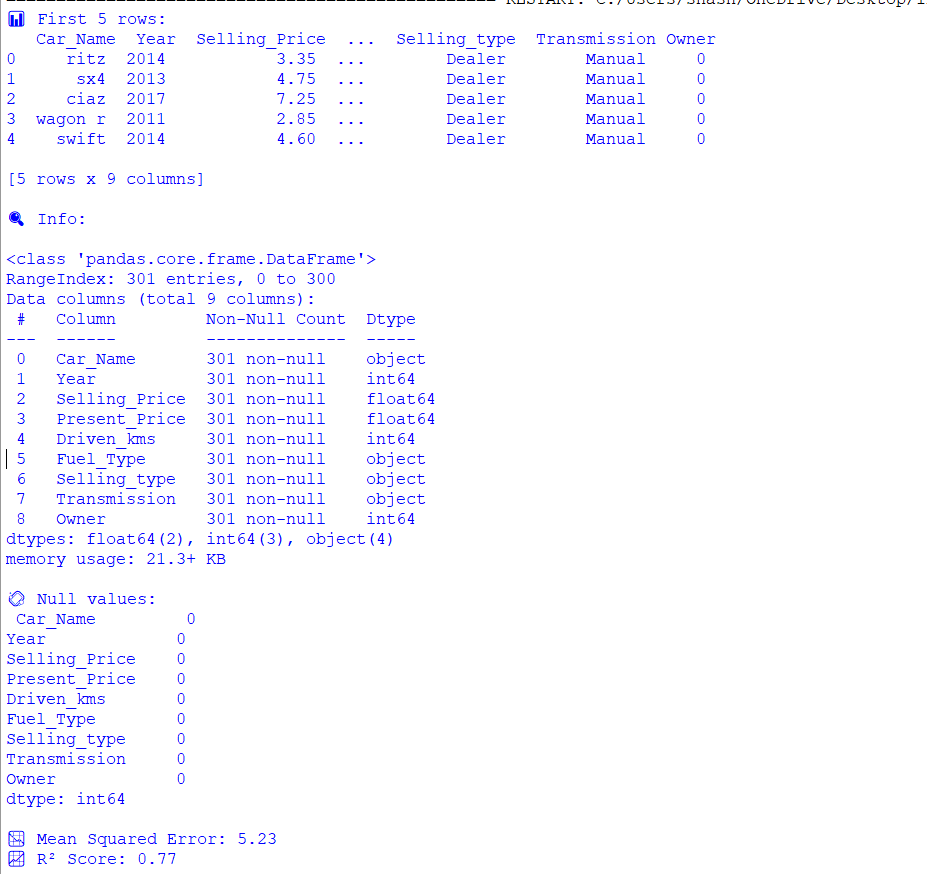 RESTART: C:/Users/shash/OneDrive/Desktop/
First 5 rows:
   Car_Name  Year  Selling_Price  ...  Selling_type  Transmission Owner
0      ritz  2014           3.35  ...        Dealer        Manual     0
1       sx4  2013           4.75  ...        Dealer        Manual     0
2      ciaz  2017           7.25  ...        Dealer        Manual     0
3   wagon r  2011           2.85  ...        Dealer        Manual     0
4     swift  2014           4.60  ...        Dealer        Manual     0
[5 rows x 9 columns]
Info:
<class 'pandas.core.frame.DataFrame'>
RangeIndex: 301 entries, 0 to 300
Data columns (total 9 columns):
 #   Column         Non-Null Count  Dtype
---  ------         --------------  -----
 0   Car_Name       301 non-null    object
 1   Year           301 non-null    int64
 2   Selling_Price  301 non-null    float64
 3   Present_Price  301 non-null    float64
 4   Driven_kms     301 non-null    int64
 5   Fuel_Type      301 non-null    object
 6   Selling_type   301 non-null    object
 7   Transmission   301 non-null    object
 8   Owner          301 non-null    int64
dtypes: float64(2), int64(3), object(4)
memory usage: 21.3+ KB
Null values:
 Car_Name         0
Year             0
Selling_Price    0
Present_Price    0
Driven_kms       0
Fuel_Type        0
Selling_type     0
Transmission     0
Owner            0
dtype: int64
Mean Squared Error: 5.23
R² Score: 0.77